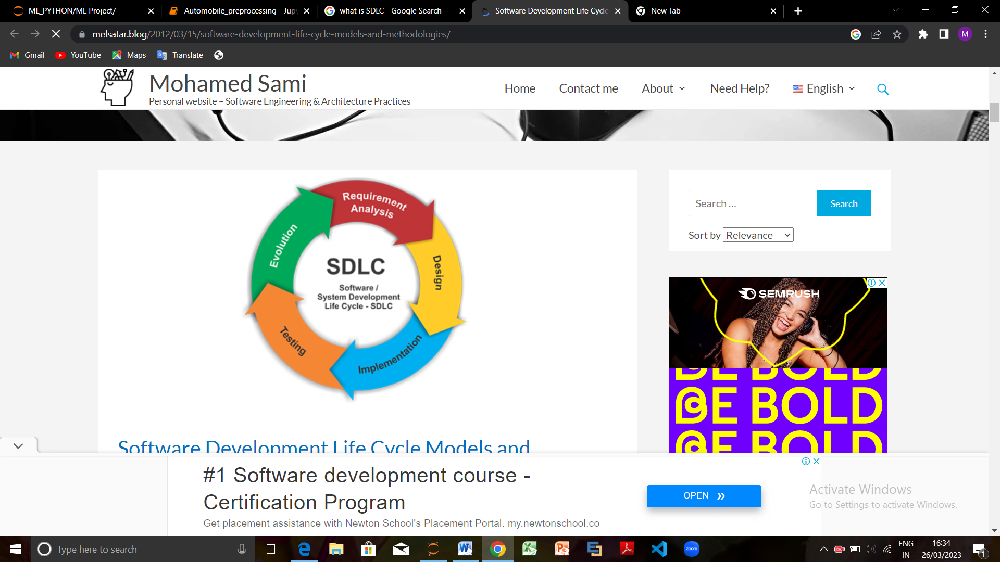 ML_PYTHON/ML Project/
Automobile_preprocessing - Jup
what is SDLC - Google Search
Software Development Life Cycle
New Tab
melsatar.blog/2012/03/15/software-development-life-cycle-models-and-methodologies/
M
Gmail
YouTube
Maps
Translate
Mohamed Sami
Personal website – Software Engineering & Architecture Practices
Home
Contact me
About
Need Help?
English
Requirement
Analysis
Design
Implementation
Testing
Evolution
SDLC
Software /
System Development
Life Cycle - SDLC
Search ...
Search
Sort by Relevance
SEMRUSH
BE BOLD
BE BOLD
BE BOLD
Software Development Life Cycle Models and
#1 Software development course -
Certification Program
Get placement assistance with Newton School's Placement Portal. my.newtonschool.co
OPEN »
Activate Windows
Go to Settings to activate Windows.
Type here to search
zoom
ENG
IN
16:34
26/03/2023
1